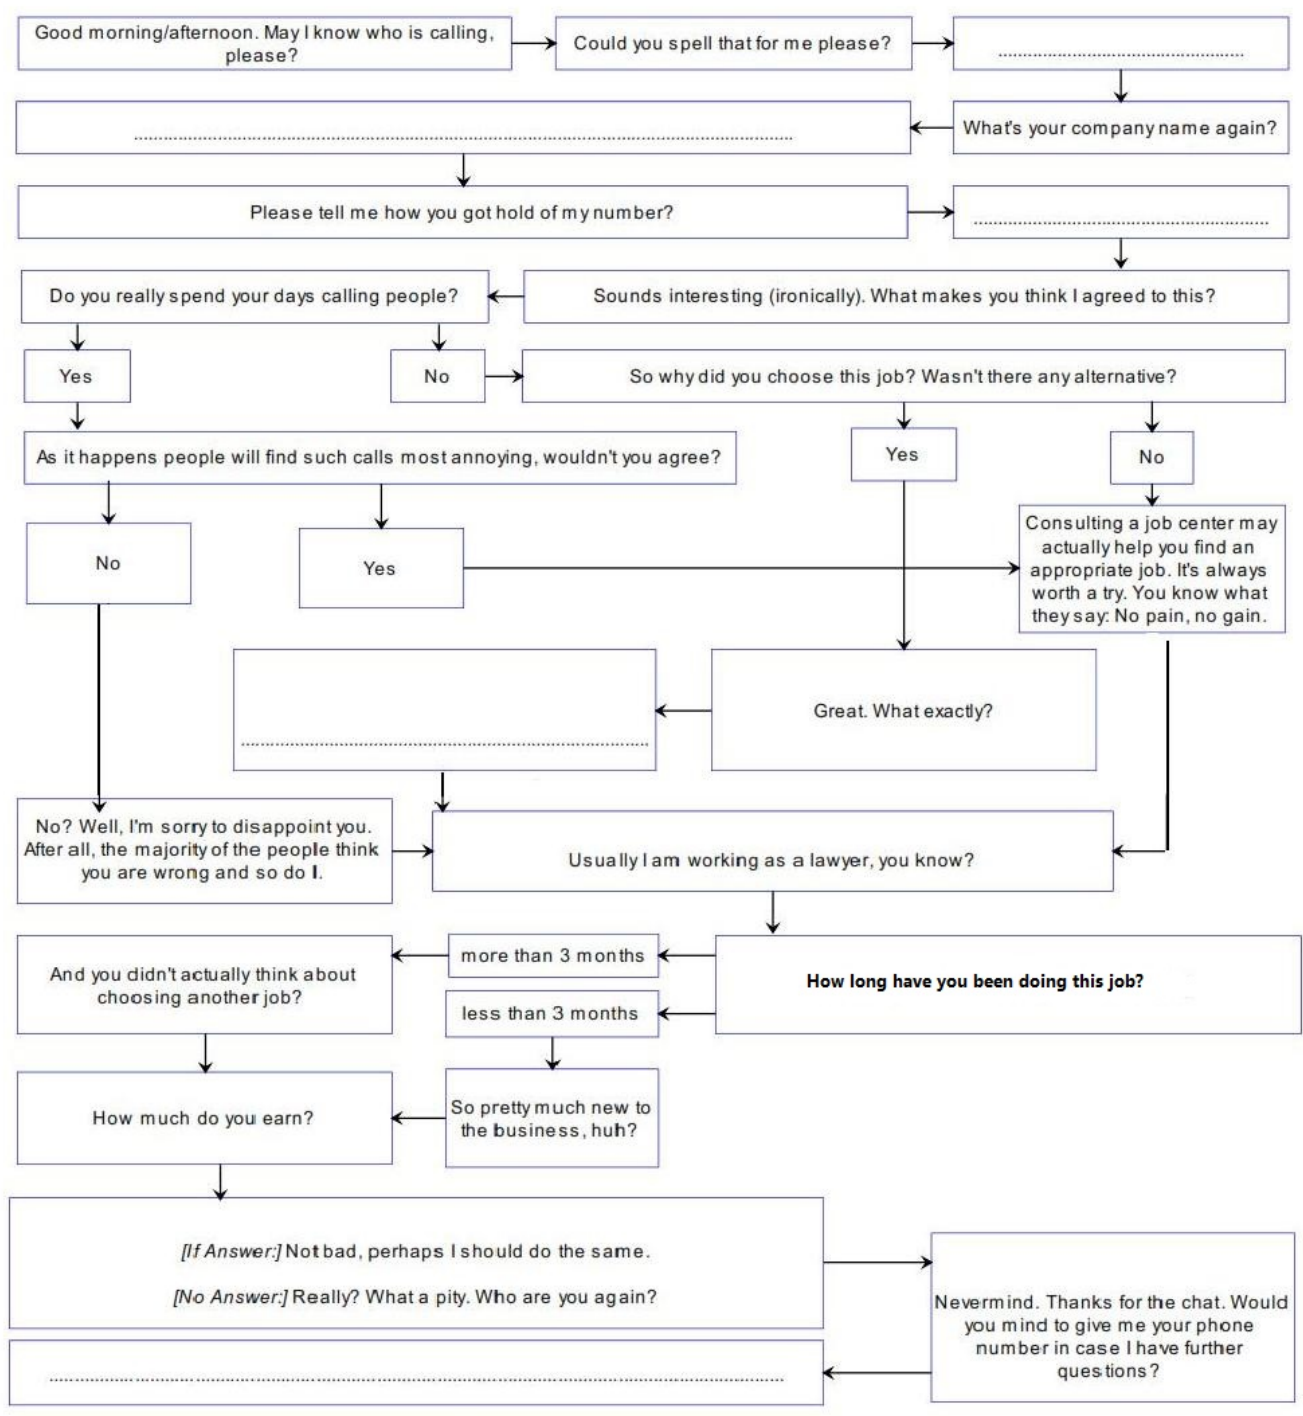 Good morning/afternoon. May I know who is calling,
please?
Could you spell that for me please?
What's your company name again?
Please tell me how you got hold of my number?
Do you really spend your days calling people?
Sounds interesting (ironically). What makes you think I agreed to this?
Yes
No
So why did you choose this job? Wasn't there any alternative?
As it happens people will find such calls most annoying, wouldn't you agree?
Yes
No
No
Yes
Consulting a job center may
actually help you find an
appropriate job. It's always
worth a try. You know what
they say: No pain, no gain.
Great. What exactly?
No? Well, I'm sorry to disappoint you.
After all, the majority of the people think
you are wrong and so do I.
Usually I am working as a lawyer, you know?
And you didn't actually think about
choosing another job?
more than 3 months
less than 3 months
How long have you been doing this job?
How much do you earn?
So pretty much new to
the business, huh?
[If Answer:] Not bad, perhaps I should do the same.
[No Answer:] Really? What a pity. Who are you again?
Nevermind. Thanks for the chat. Would
you mind to give me your phone
number in case I have further
questions?